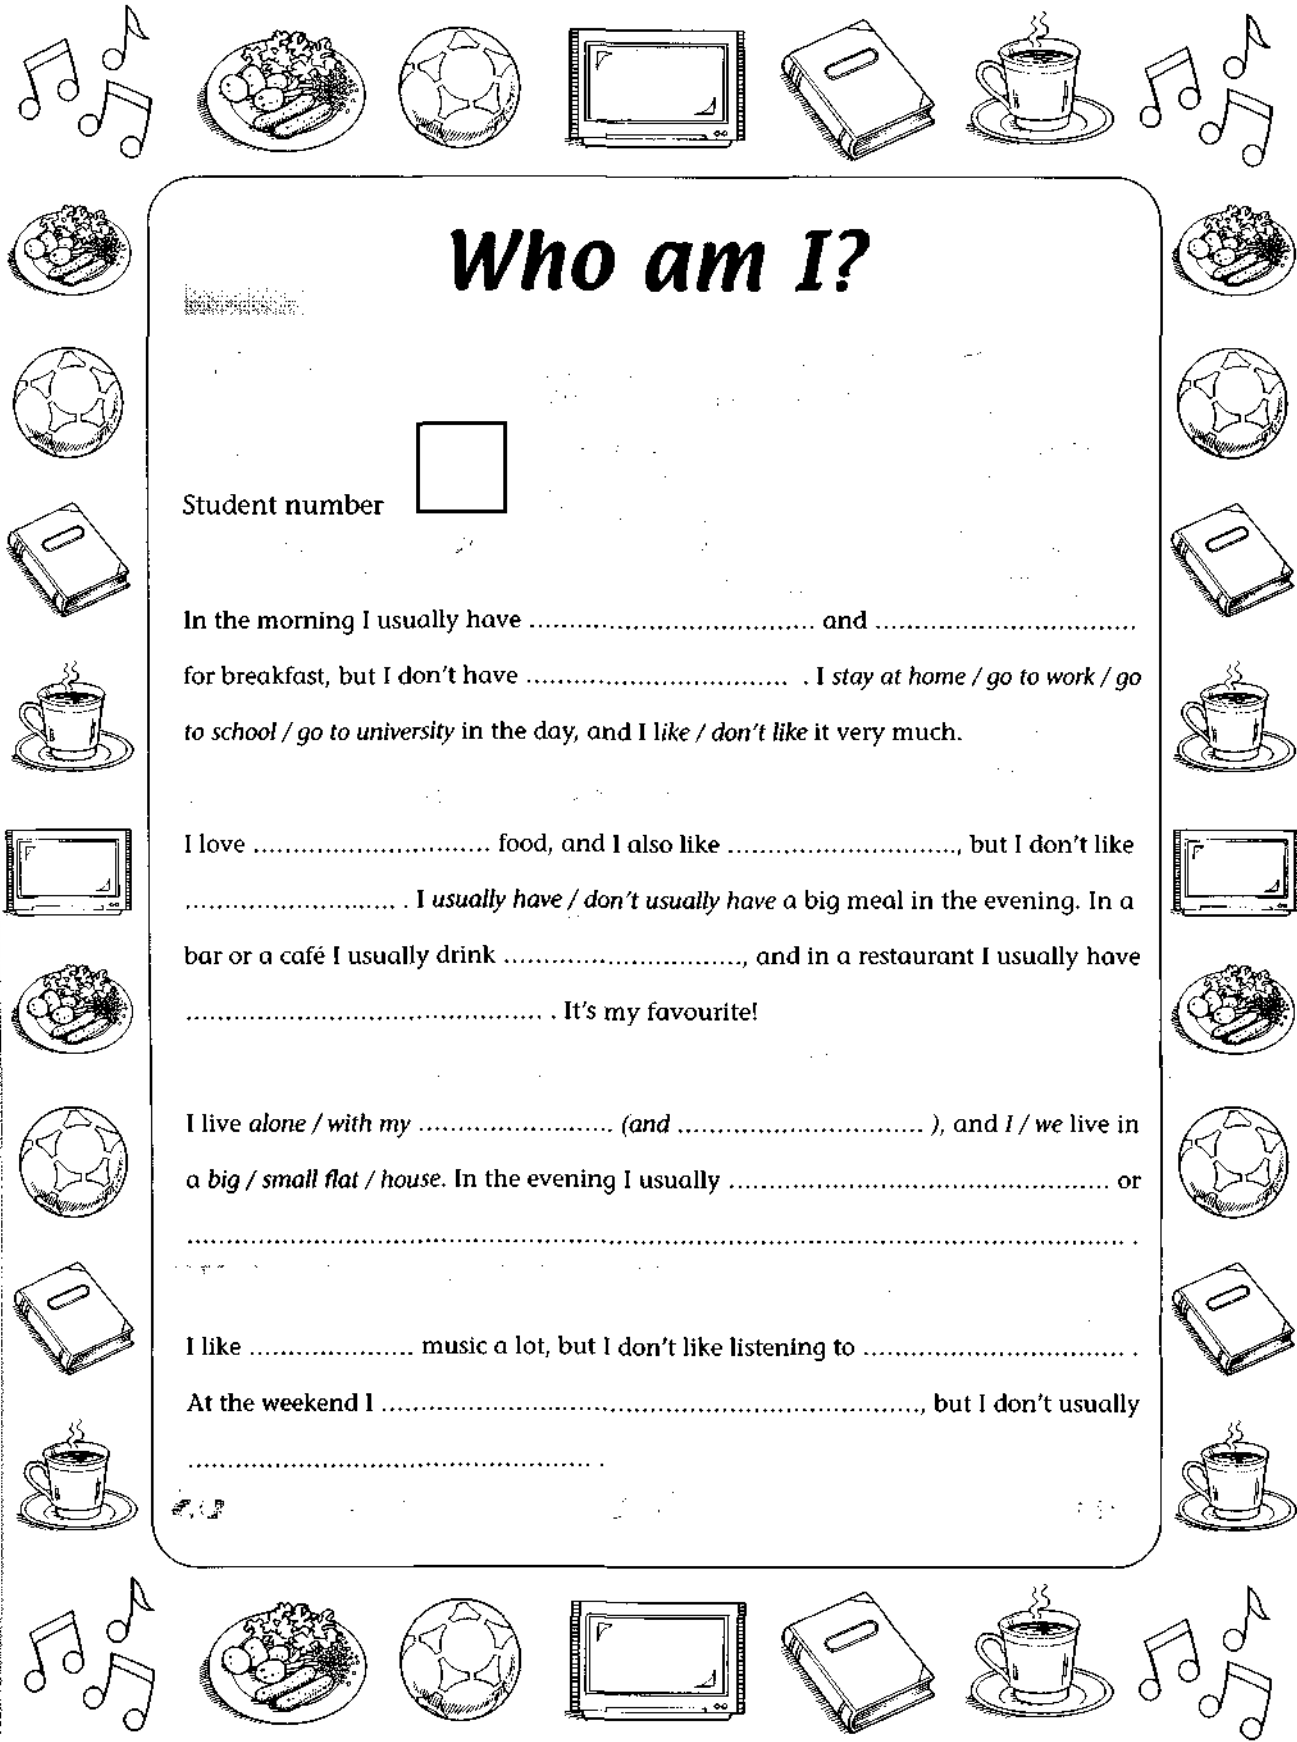 Who am I?
Student number
In the morning I usually have ................................... and ................................
for breakfast, but I don't have ................................ . I stay at home / go to work / go
to school / go to university in the day, and I like / don't like it very much.
I love ............................. food, and I also like ............................, but I don't like
.......................... . I usually have / don't usually have a big meal in the evening. In a
bar or a café I usually drink ............................., and in a restaurant I usually have
............................................ . It's my favourite!
I live alone / with my ........................ (and .............................. ), and I / we live in
a big / small flat / house. In the evening I usually ............................................... or
.................................................................................................................... .
I like .................... music a lot, but I don't like listening to ................................ .
At the weekend I .................................................................., but I don't usually
.................................................. .